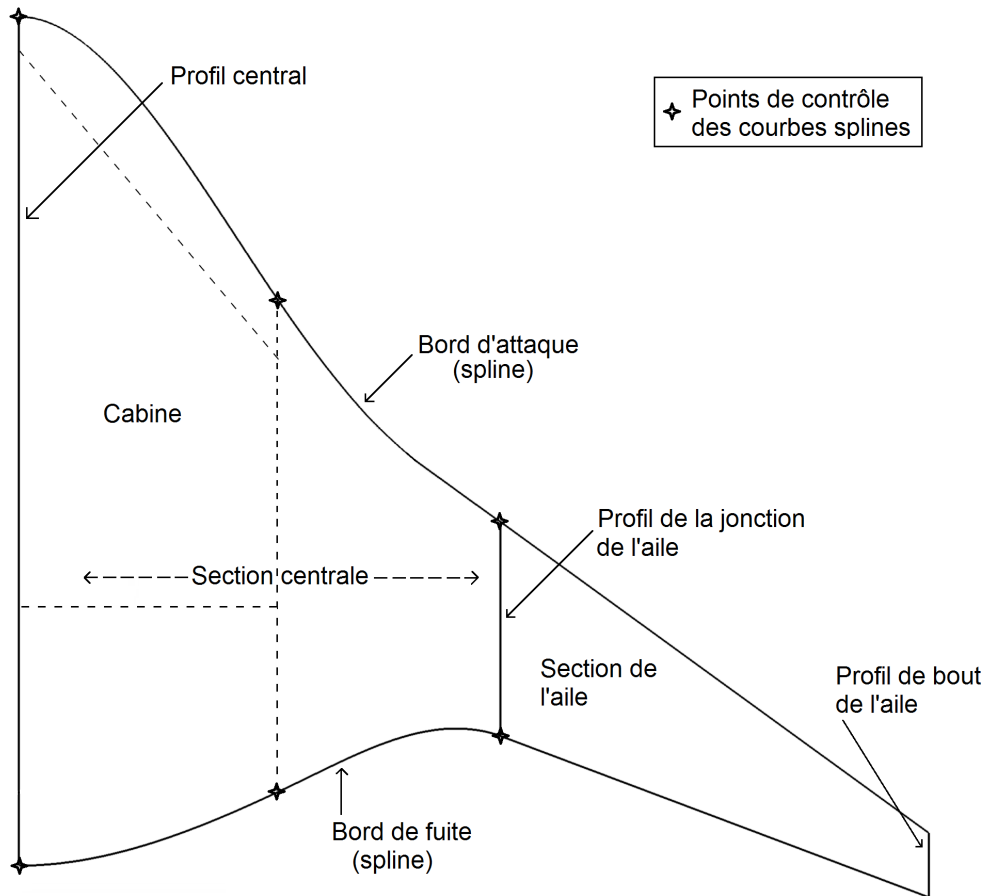 Profil central
Points de contrôle
des courbes splines
Bord d'attaque
(spline)
Cabine
Profil de la jonction
de l'aile
Section centrale
Section de
l'aile
Profil de bout
de l'aile
Bord de fuite
(spline)